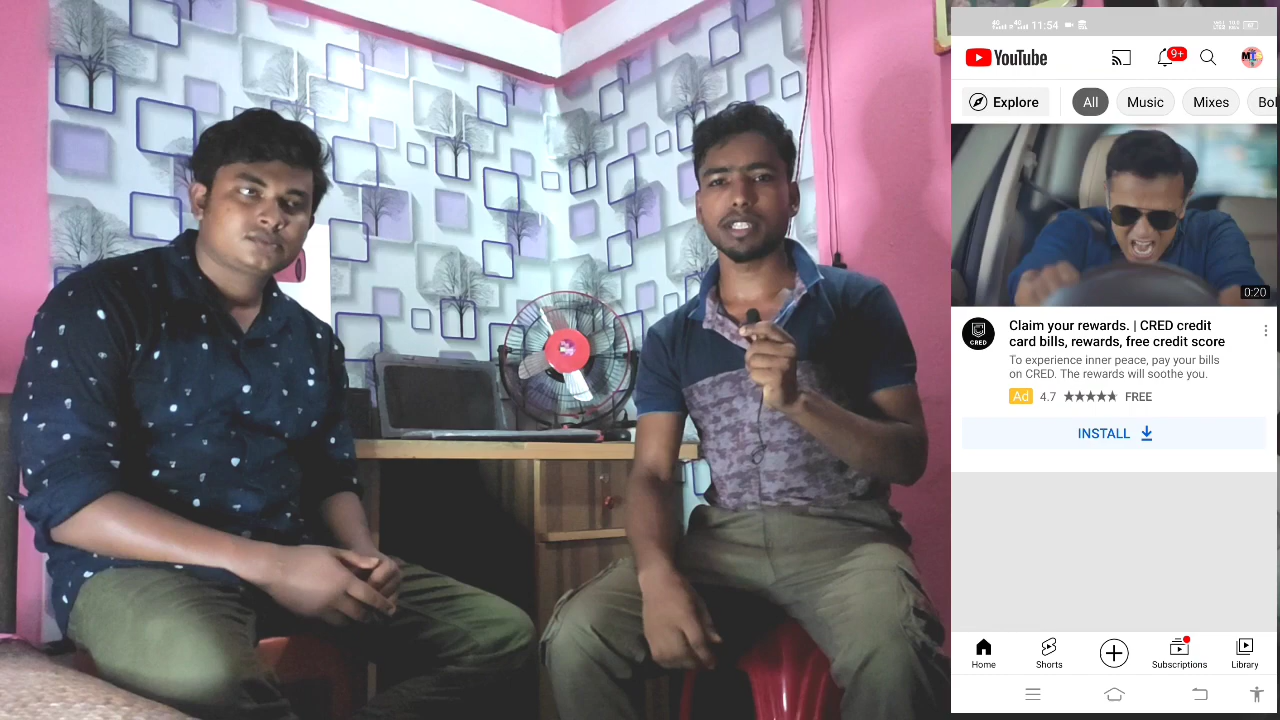 11:54
YouTube
9+
Explore
All
Music
Mixes
Bol
0:20
CRED
Claim your rewards. | CRED credit
card bills, rewards, free credit score
To experience inner peace, pay your bills
on CRED. The rewards will soothe you.
Ad 4.7 FREE
INSTALL
Home
Shorts
Subscriptions
Library